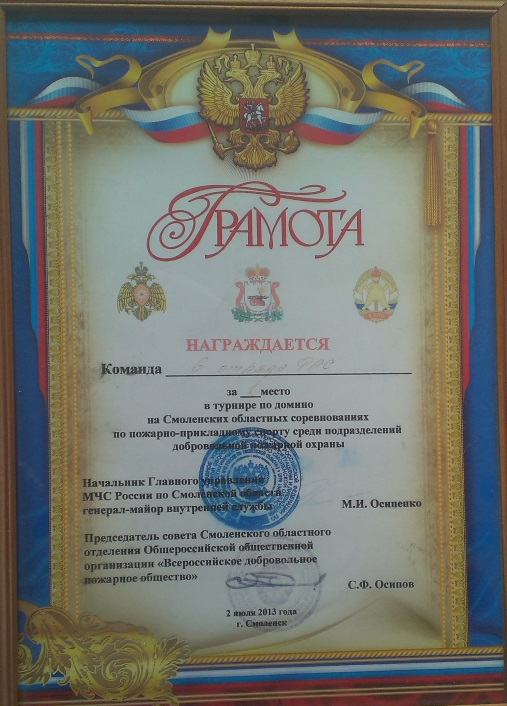 ГРАМОТА
НАГРАЖДАЕТСЯ
Команда 6 отряда ФПС
за ___ место
в турнире по домино
на Смоленских областных соревнованиях
по пожарно-прикладному спорту среди подразделений
добровольной пожарной охраны
Начальник Главного управления
МЧС России по Смоленской области
генерал-майор внутренней службы
М.И. Осипенко
Председатель совета Смоленского областного
отделения Общероссийской общественной
организации «Всероссийское добровольное
пожарное общество»
С.Ф. Осипов
2 июля 2013 года
г. Смоленск